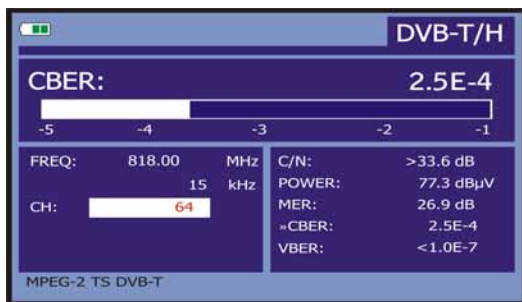 DVB-T/H
CBER: 2.5E-4
-5 -4 -3 -2 -1
FREQ: 818.00 MHz
15 kHz
CH: 64
C/N: >33.6 dB
POWER: 77.3 dBµV
MER: 26.9 dB
»CBER: 2.5E-4
VBER: <1.0E-7
MPEG-2 TS DVB-T